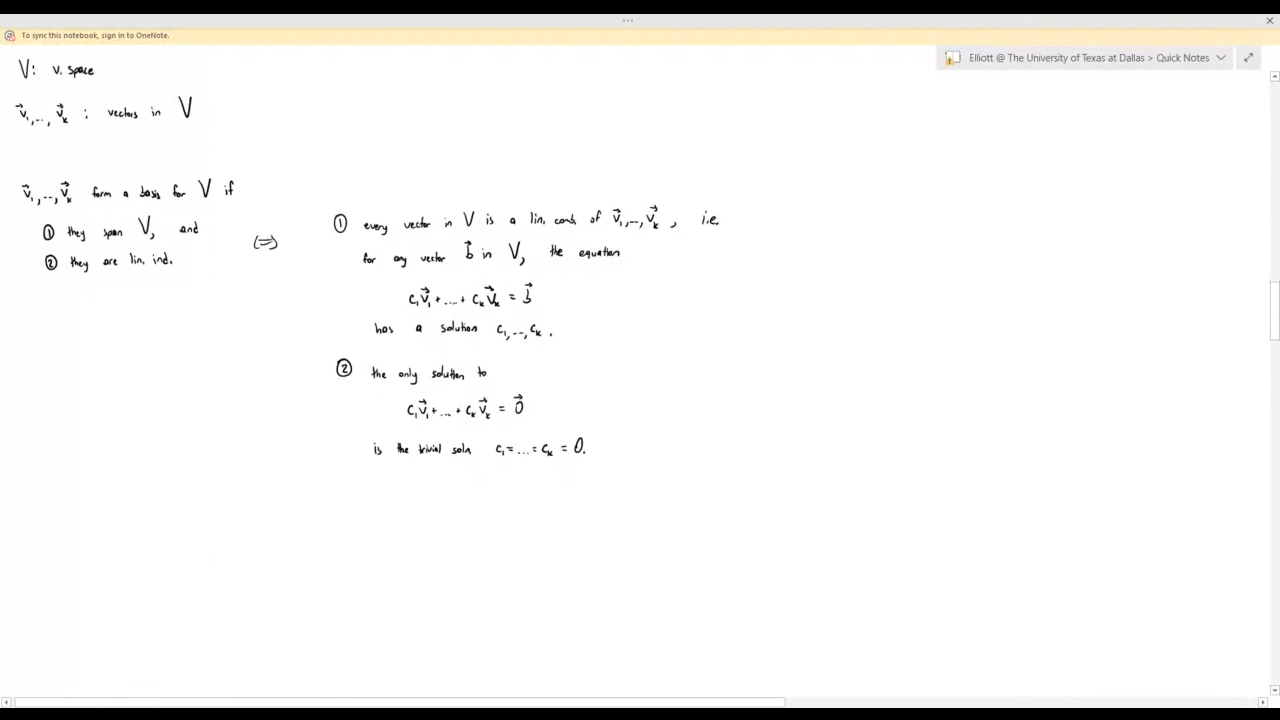 To sync this notebook, sign in to OneNote.
Elliott @ The University of Texas at Dallas > Quick Notes
V: v. space
v⃗₁,..., v⃗ₖ : vectors in V
v⃗₁,..., v⃗ₖ form a basis for V if
① they span V, and
② they are lin. ind.
⟺
① every vector in V is a lin. comb. of v⃗₁,..., v⃗ₖ, i.e.
for any vector b⃗ in V, the equation
c₁v⃗₁ + .... + cₖv⃗ₖ = b⃗
has a solution c₁,..., cₖ.
② the only solution to
c₁v⃗₁ + ... + cₖv⃗ₖ = 0⃗
is the trivial soln c₁ = ... = cₖ = 0.